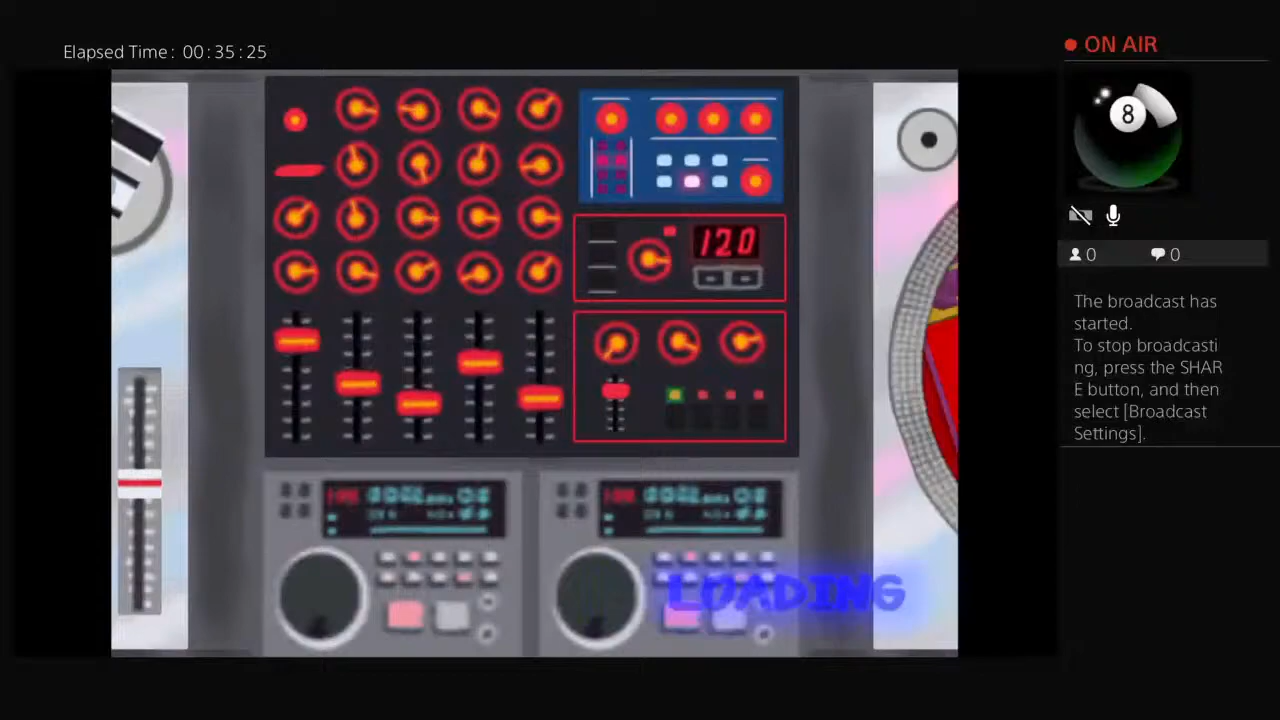 Elapsed Time: 00:35:25
ON AIR
8
0 0
120
The broadcast has
started.
To stop broadcasti
ng, press the SHAR
E button, and then
select [Broadcast
Settings].
LOADING